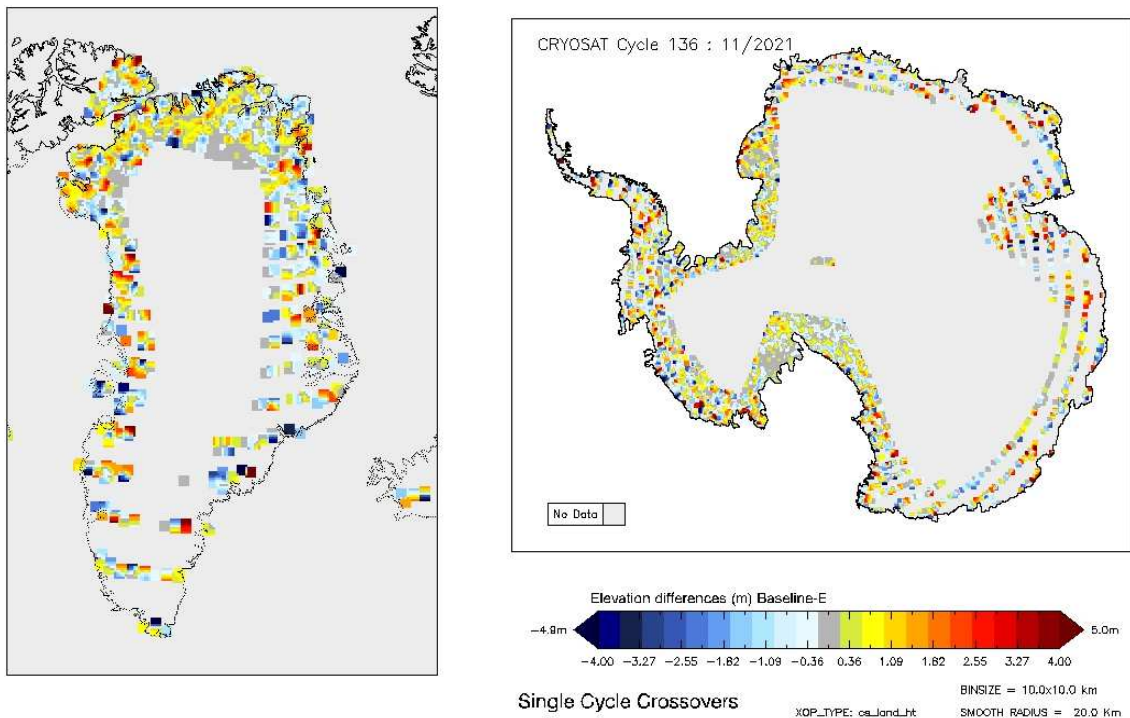 CRYOSAT Cycle 136 : 11/2021
No Data
Elevation differences (m) Baseline-E
-4.9m
5.0m
-4.00 -3.27 -2.55 -1.82 -1.09 -0.36 0.36 1.09 1.82 2.55 3.27 4.00
Single Cycle Crossovers
BINSIZE = 10.0x10.0 km
XOP_TYPE: cs_land_ht
SMOOTH RADIUS = 20.0 Km